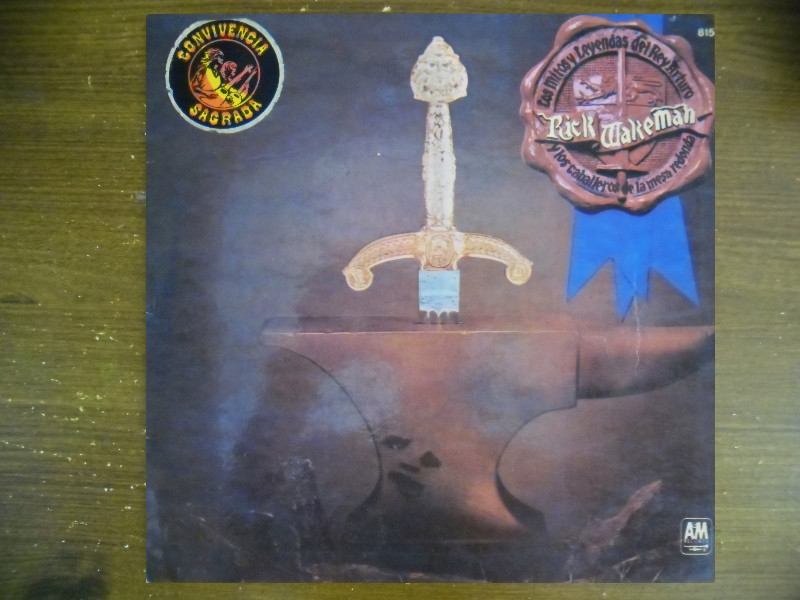 CONVIVENCIA
SAGRADA
815
Los Mitos y Leyendas del Rey Arturo
Rick Wakeman
y los caballeros de la mesa redonda
A&M